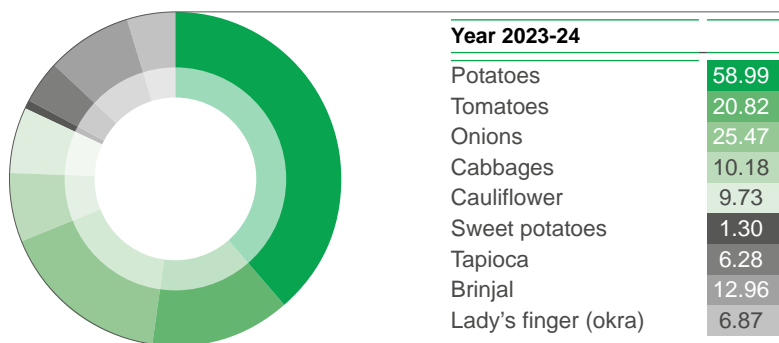 Year 2023-24
Potatoes 58.99
Tomatoes 20.82
Onions 25.47
Cabbages 10.18
Cauliflower 9.73
Sweet potatoes 1.30
Tapioca 6.28
Brinjal 12.96
Lady's finger (okra) 6.87